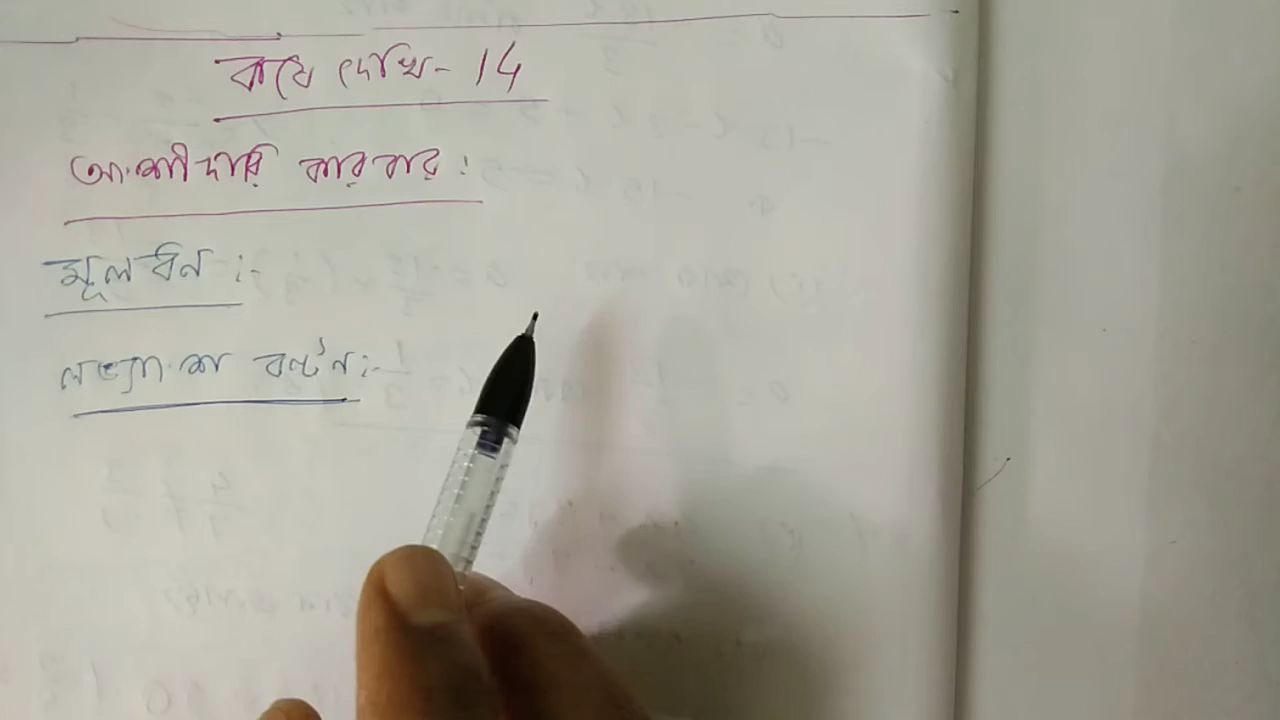 কষে দেখি- 14
অংশীদারি কারবার:
মূলধন :-
লভ্যাংশ বণ্টন:-